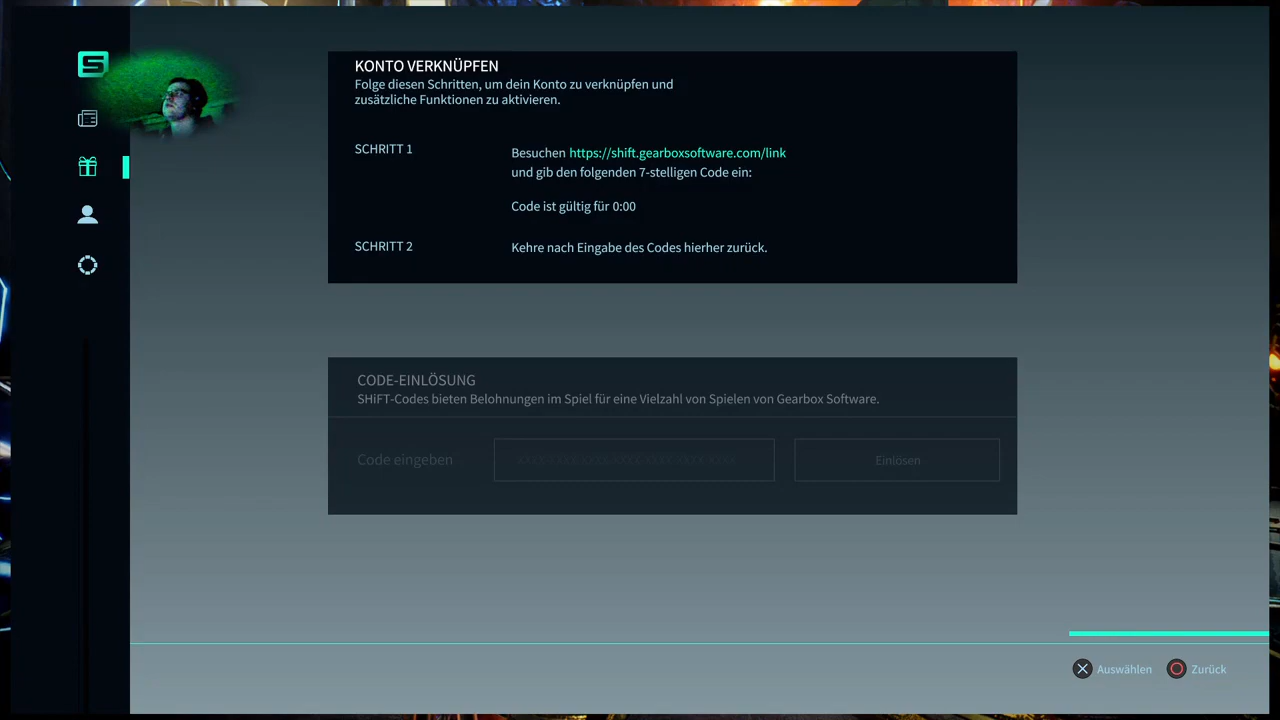 KONTO VERKNÜPFEN
Folge diesen Schritten, um dein Konto zu verknüpfen und
zusätzliche Funktionen zu aktivieren.
SCHRITT 1
Besuchen https://shift.gearboxsoftware.com/link
und gib den folgenden 7-stelligen Code ein:
Code ist gültig für 0:00
SCHRITT 2
Kehre nach Eingabe des Codes hierher zurück.
CODE-EINLÖSUNG
SHiFT-Codes bieten Belohnungen im Spiel für eine Vielzahl von Spielen von Gearbox Software.
Code eingeben
Einlösen
Auswählen
Zurück